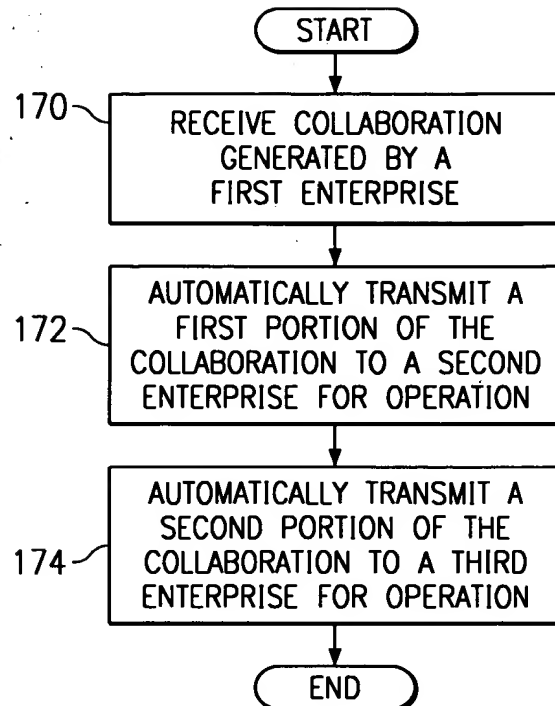 START
170
RECEIVE COLLABORATION
GENERATED BY A
FIRST ENTERPRISE
172
AUTOMATICALLY TRANSMIT A
FIRST PORTION OF THE
COLLABORATION TO A SECOND
ENTERPRISE FOR OPERATION
174
AUTOMATICALLY TRANSMIT A
SECOND PORTION OF THE
COLLABORATION TO A THIRD
ENTERPRISE FOR OPERATION
END